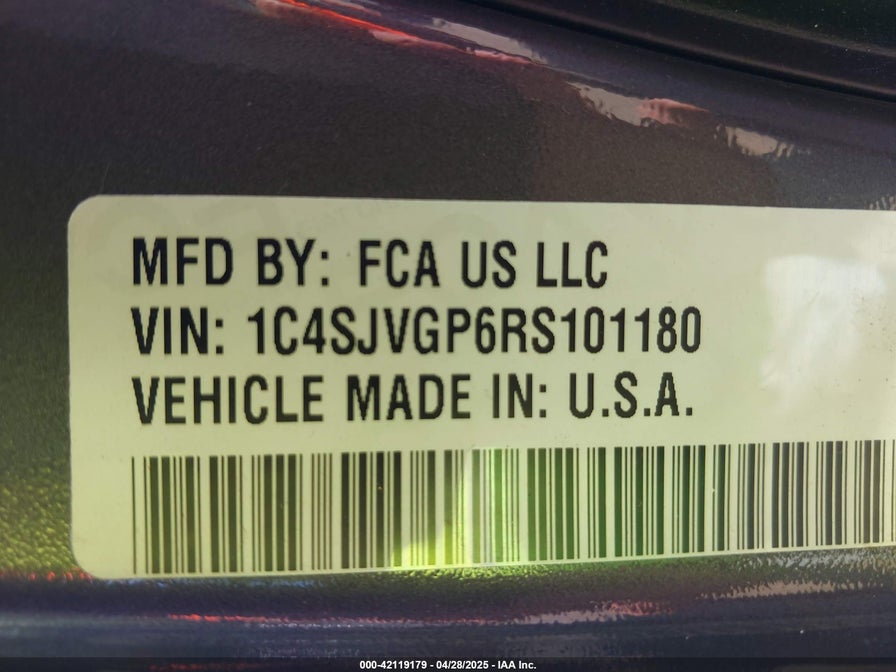 MFD BY: FCA US LLC
VIN: 1C4SJVGP6RS101180
VEHICLE MADE IN: U.S.A.
000-42119179 - 04/28/2025 - IAA Inc.